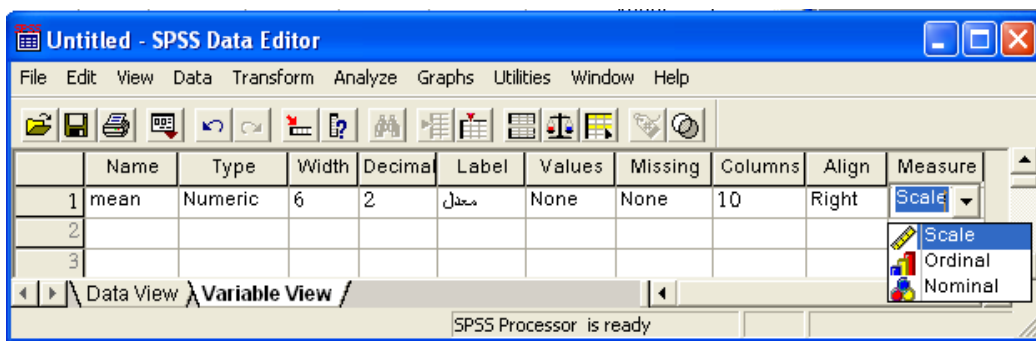 Untitled - SPSS Data Editor
File Edit View Data Transform Analyze Graphs Utilities Window Help
Name Type Width Decimal Label Values Missing Columns Align Measure
1 mean Numeric 6 2 معدل None None 10 Right Scale
2 Scale
3 Ordinal
Nominal
Data View Variable View
SPSS Processor is ready